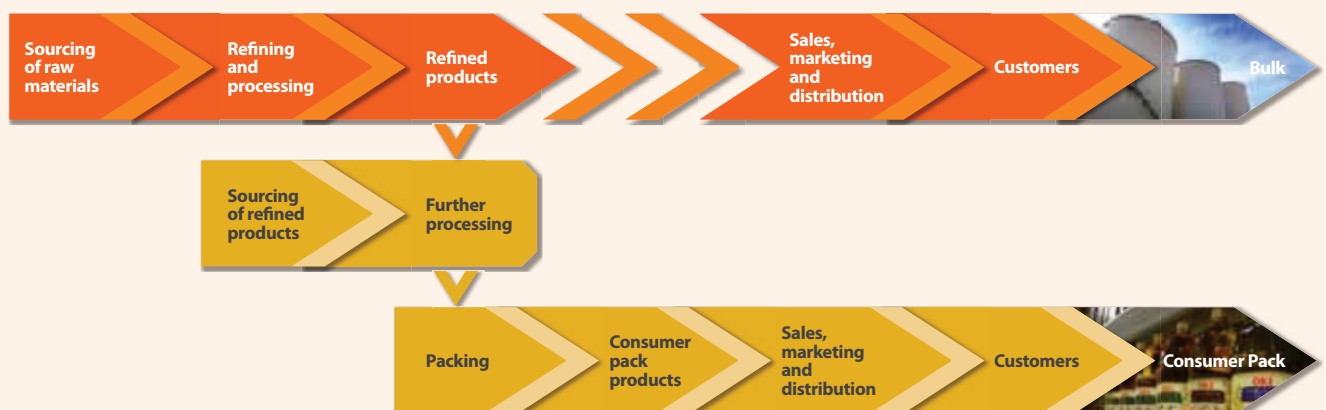 Sourcing
of raw
materials
Refining
and
processing
Refined
products
Sales,
marketing
and
distribution
Customers
Bulk
Sourcing
of refined
products
Further
processing
Packing
Consumer
pack
products
Sales,
marketing
and
distribution
Customers
Consumer Pack
OKI